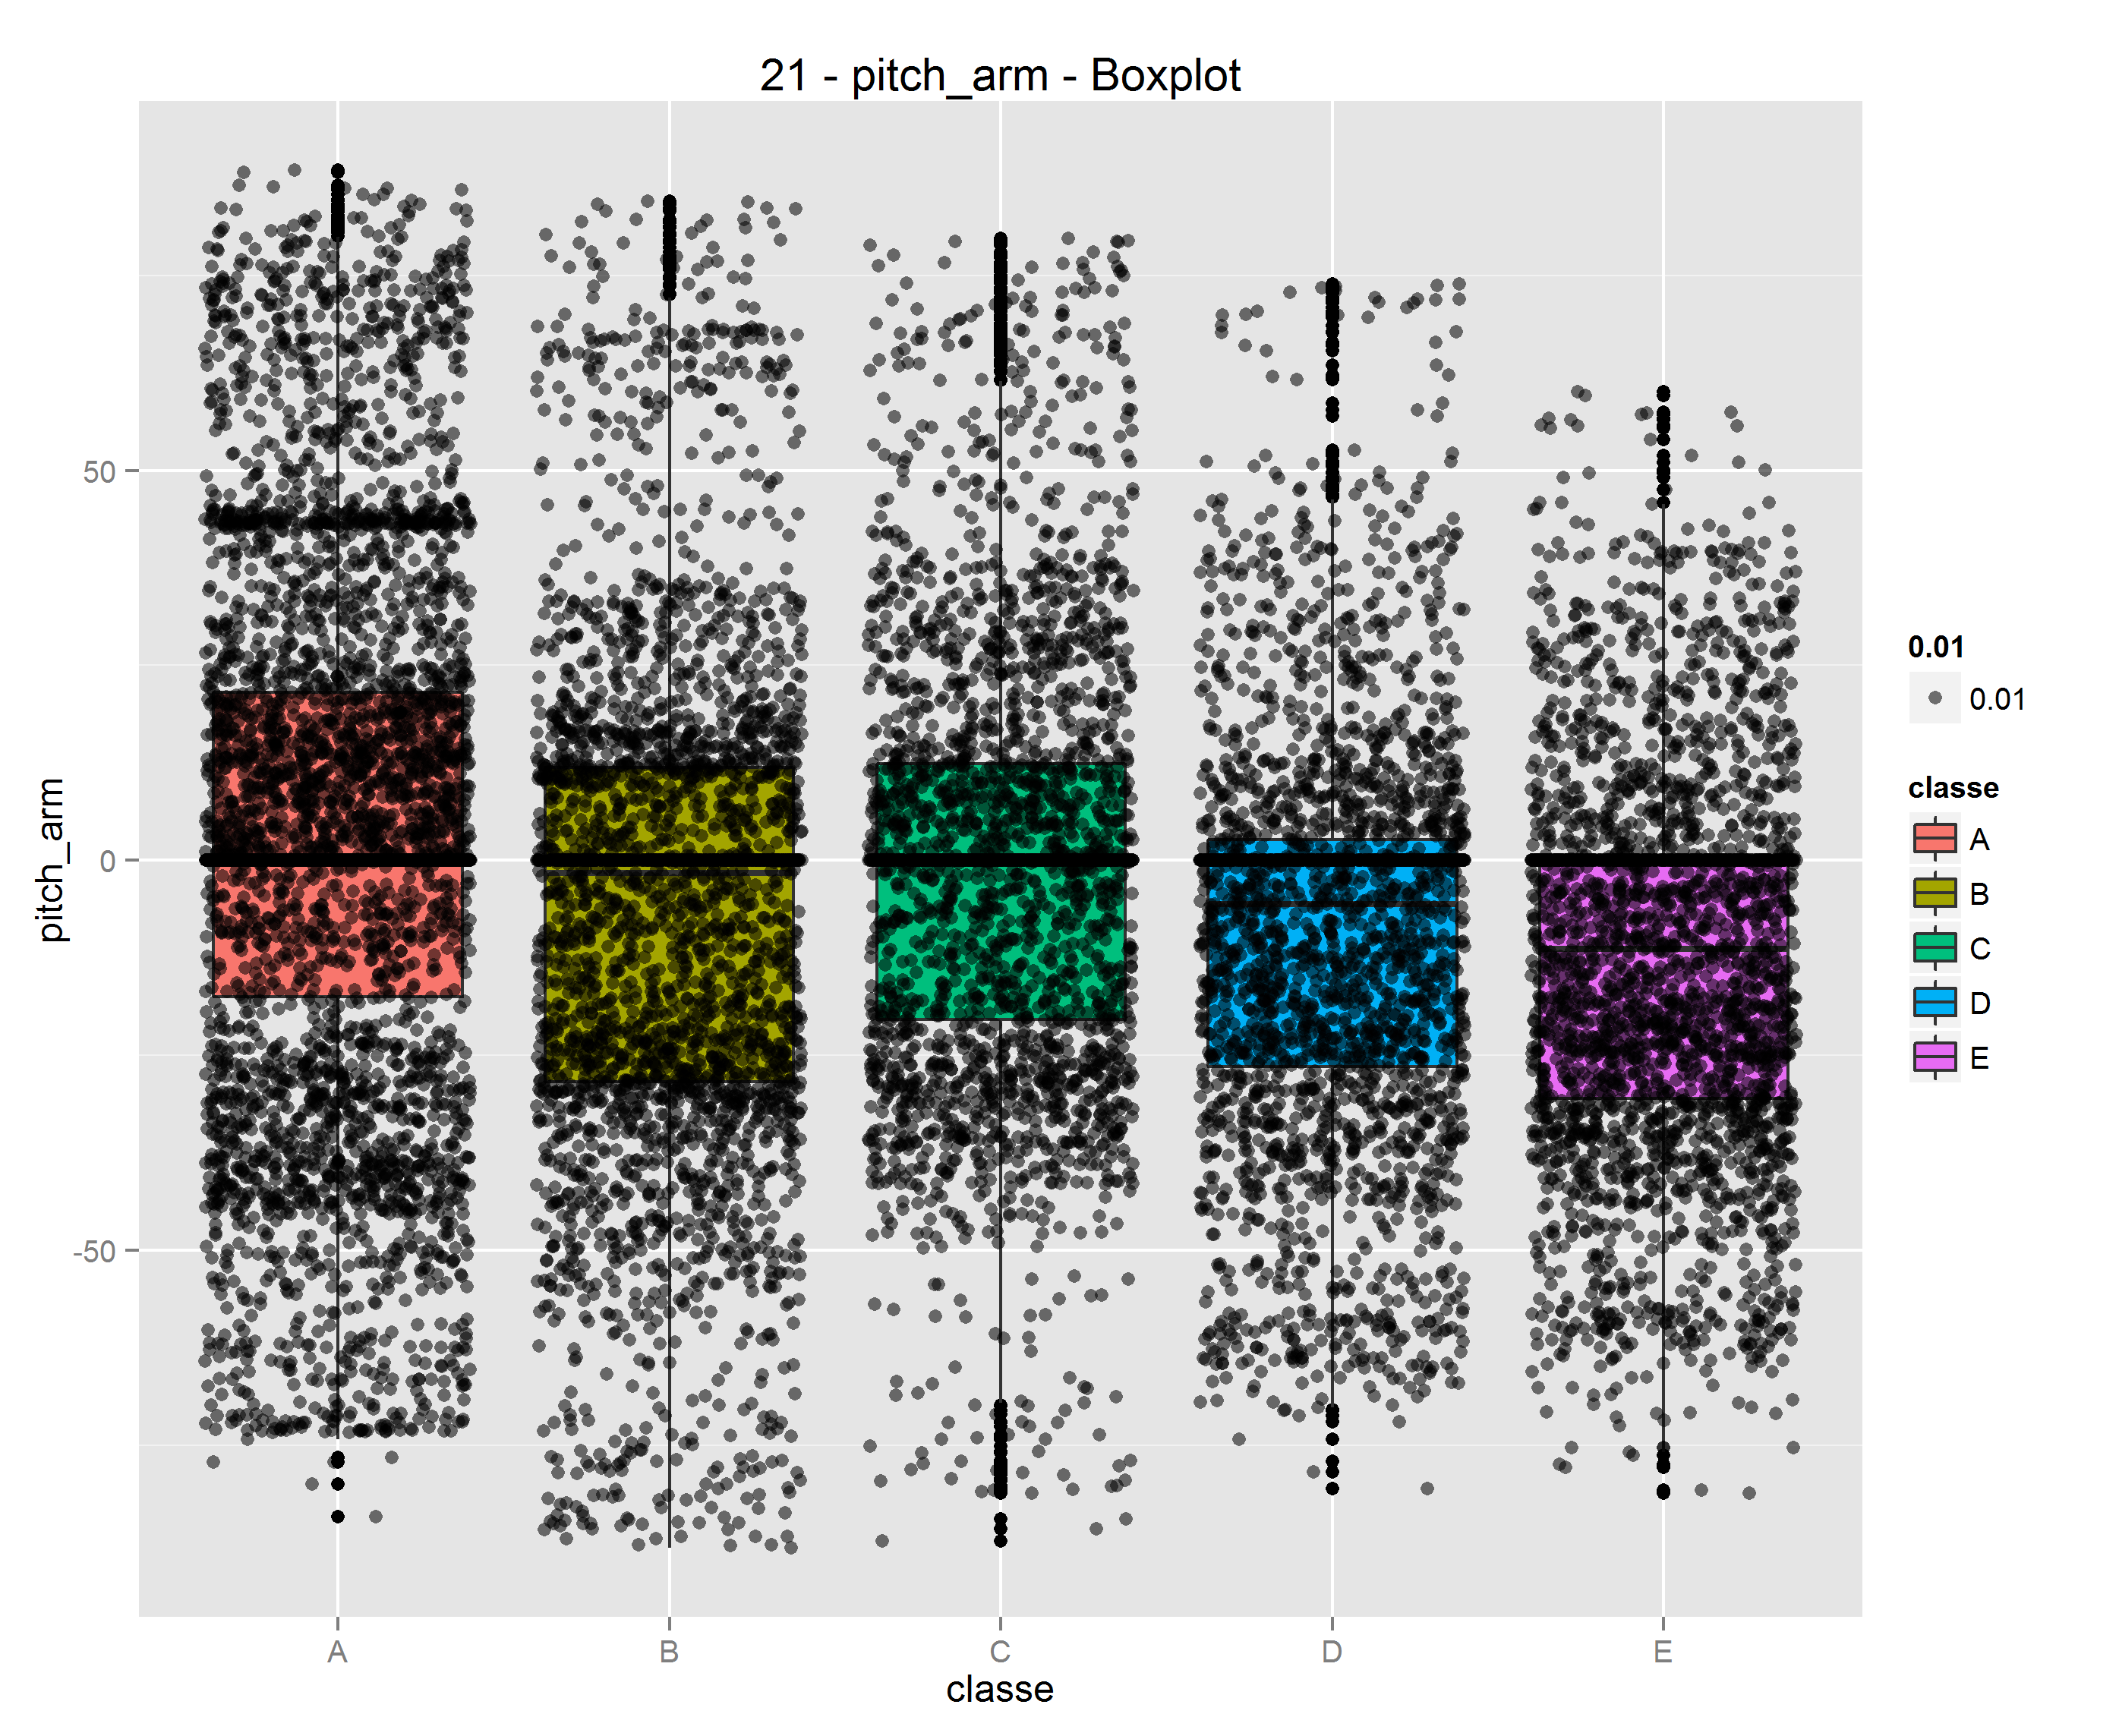 21 - pitch_arm - Boxplot
50
0
-50
pitch_arm
A
B
C
D
E
classe
0.01
0.01
classe
A
B
C
D
E